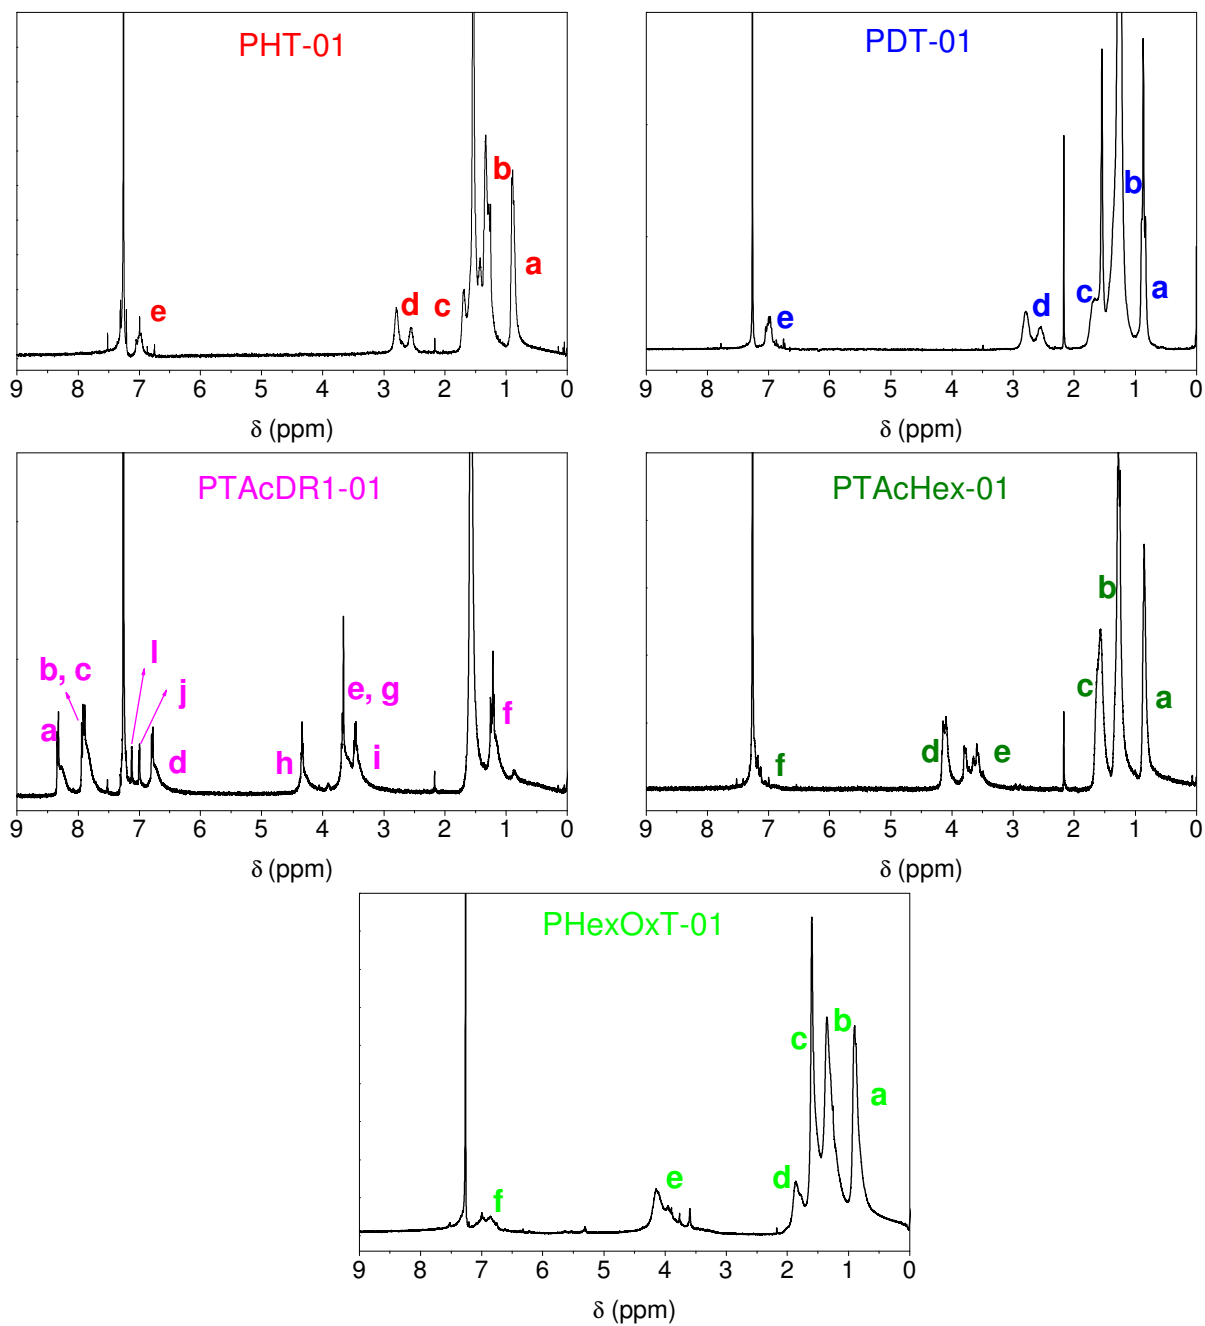 PHT-01
b
a
e
d
c
9 8 7 6 5 4 3 2 1 0
δ (ppm)
PDT-01
b
a
c
d
e
9 8 7 6 5 4 3 2 1 0
δ (ppm)
PTAcDR1-01
l
b, c
j
a
d
h
e, g
i
f
9 8 7 6 5 4 3 2 1 0
δ (ppm)
PTAcHex-01
b
c
a
d
e
f
9 8 7 6 5 4 3 2 1 0
δ (ppm)
PHexOxT-01
c
b
a
d
e
f
9 8 7 6 5 4 3 2 1 0
δ (ppm)